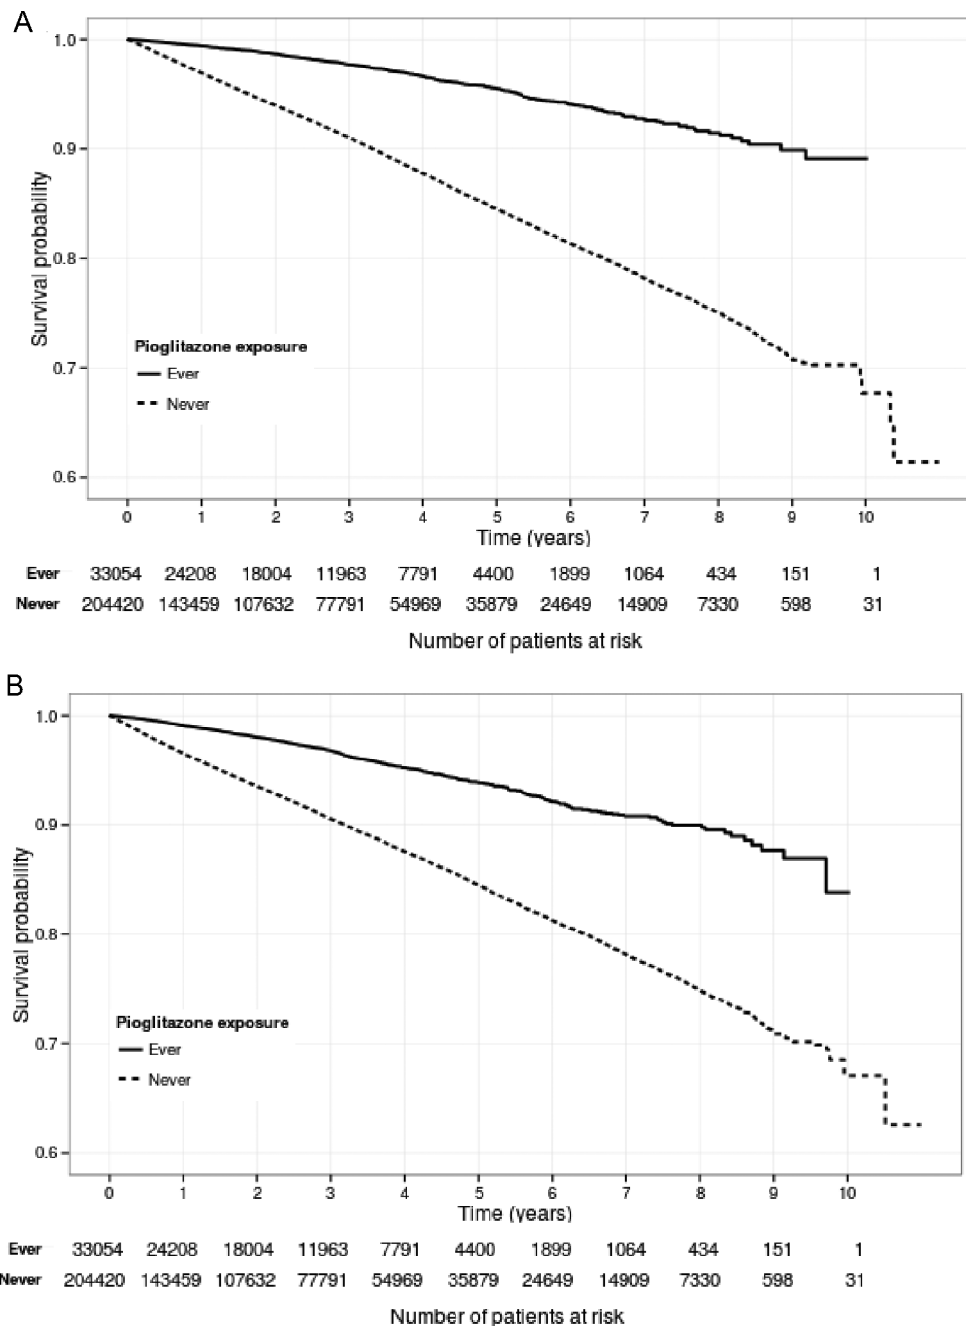 A
1.0
0.9
0.8
0.7
0.6
Survival probability
Pioglitazone exposure
Ever
Never
0 1 2 3 4 5 6 7 8 9 10
Time (years)
Ever 33054 24208 18004 11963 7791 4400 1899 1064 434 151 1
Never 204420 143459 107632 77791 54969 35879 24649 14909 7330 598 31
Number of patients at risk
B
1.0
0.9
0.8
0.7
0.6
Survival probability
Pioglitazone exposure
Ever
Never
0 1 2 3 4 5 6 7 8 9 10
Time (years)
Ever 33054 24208 18004 11963 7791 4400 1899 1064 434 151 1
Never 204420 143459 107632 77791 54969 35879 24649 14909 7330 598 31
Number of patients at risk